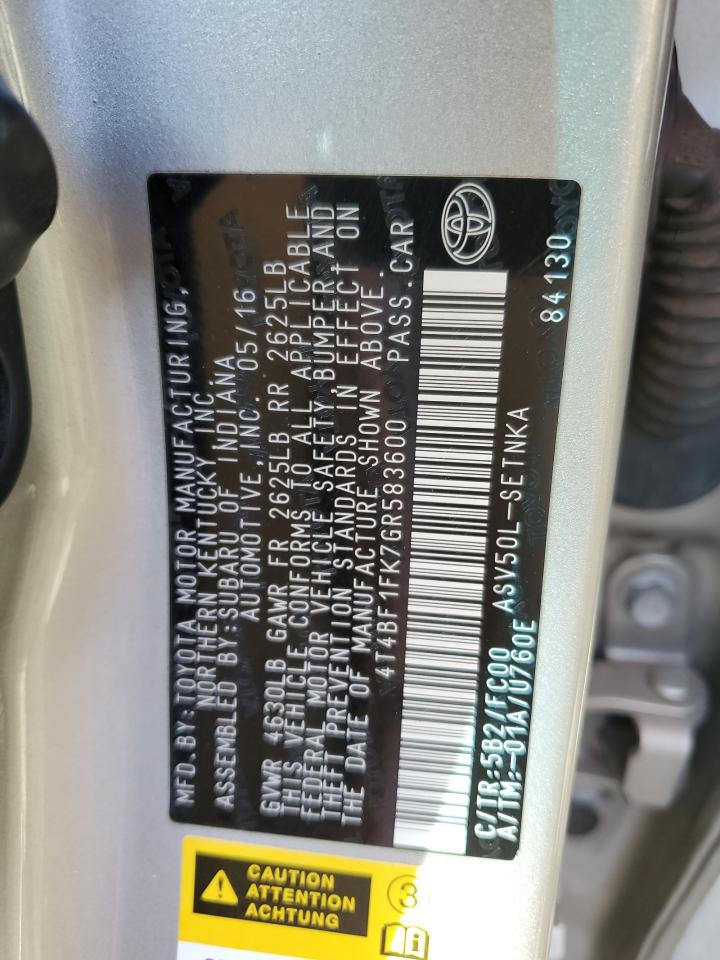 MFD.BY:TOYOTA MOTOR MANUFACTURING,
NORTHERN KENTUCKY INC.
ASSEMBLED BY:SUBARU OF INDIANA
AUTOMOTIVE,INC. 05/16
GVWR 4630LB GAWR FR 2625LB RR 2625LB
THIS VEHICLE CONFORMS TO ALL APPLICABLE
FEDERAL MOTOR VEHICLE SAFETY,BUMPER,AND
THEFT PREVENTION STANDARDS IN EFFECT ON
THE DATE OF MANUFACTURE SHOWN ABOVE.
4T4BF1FK7GR583600 PASS.CAR
C/TR:5B2/FC00 ASV50L-SETNKA
A/TM:-01A/U760E 84130
CAUTION
ATTENTION
ACHTUNG
3